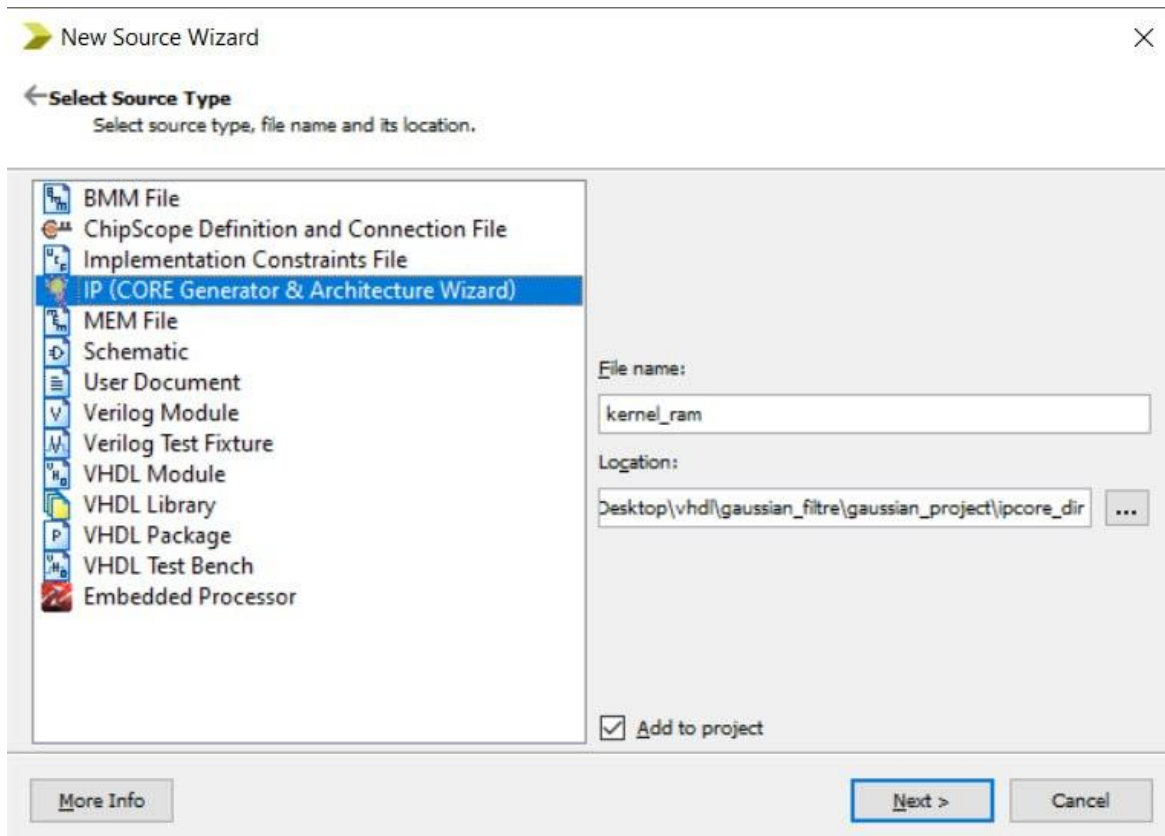 New Source Wizard
Select Source Type
Select source type, file name and its location.
BMM File
ChipScope Definition and Connection File
Implementation Constraints File
IP (CORE Generator & Architecture Wizard)
MEM File
Schematic
User Document
Verilog Module
Verilog Test Fixture
VHDL Module
VHDL Library
VHDL Package
VHDL Test Bench
Embedded Processor
File name:
kernel_ram
Location:
Desktop\vhdl\gaussian_filtre\gaussian_project\ipcore_dir
...
Add to project
More Info
Next >
Cancel